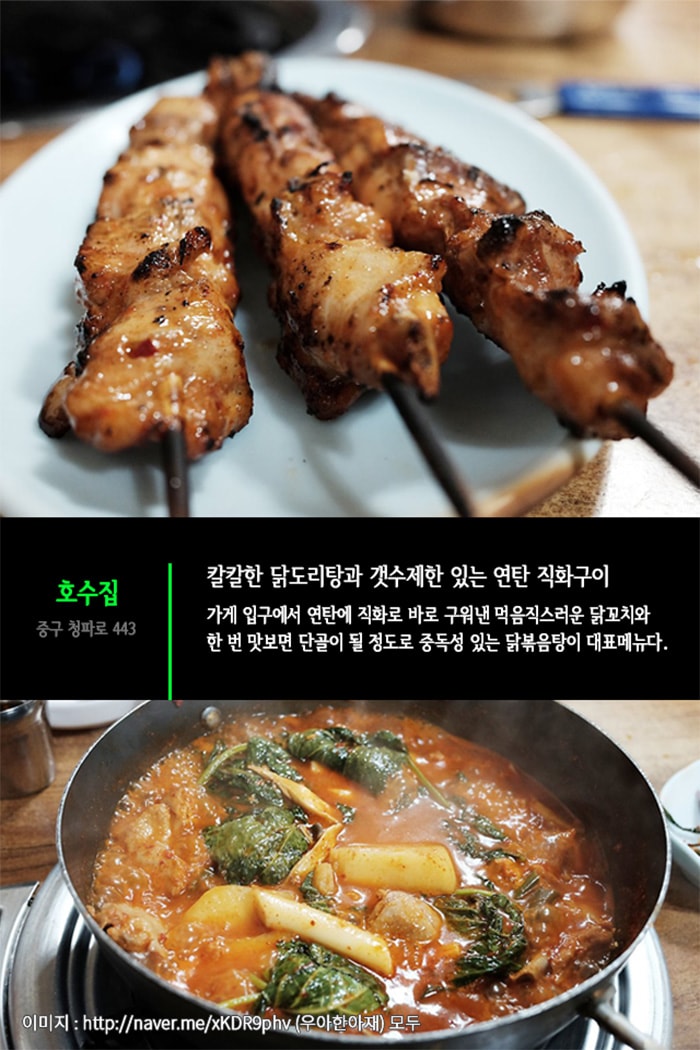 호수집
중구 청파로 443
칼칼한 닭도리탕과 갯수제한 있는 연탄 직화구이
가게 입구에서 연탄에 직화로 바로 구워낸 먹음직스러운 닭꼬치와
한 번 맛보면 단골이 될 정도로 중독성 있는 닭볶음탕이 대표메뉴다.
이미지 : http://naver.me/xKDR9phv (우아한아재) 모두